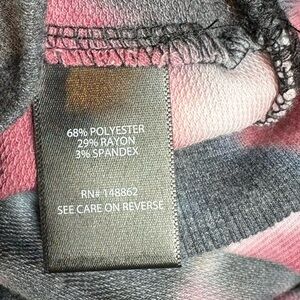 68% POLYESTER
29% RAYON
3% SPANDEX
RN# 148862
SEE CARE ON REVERSE